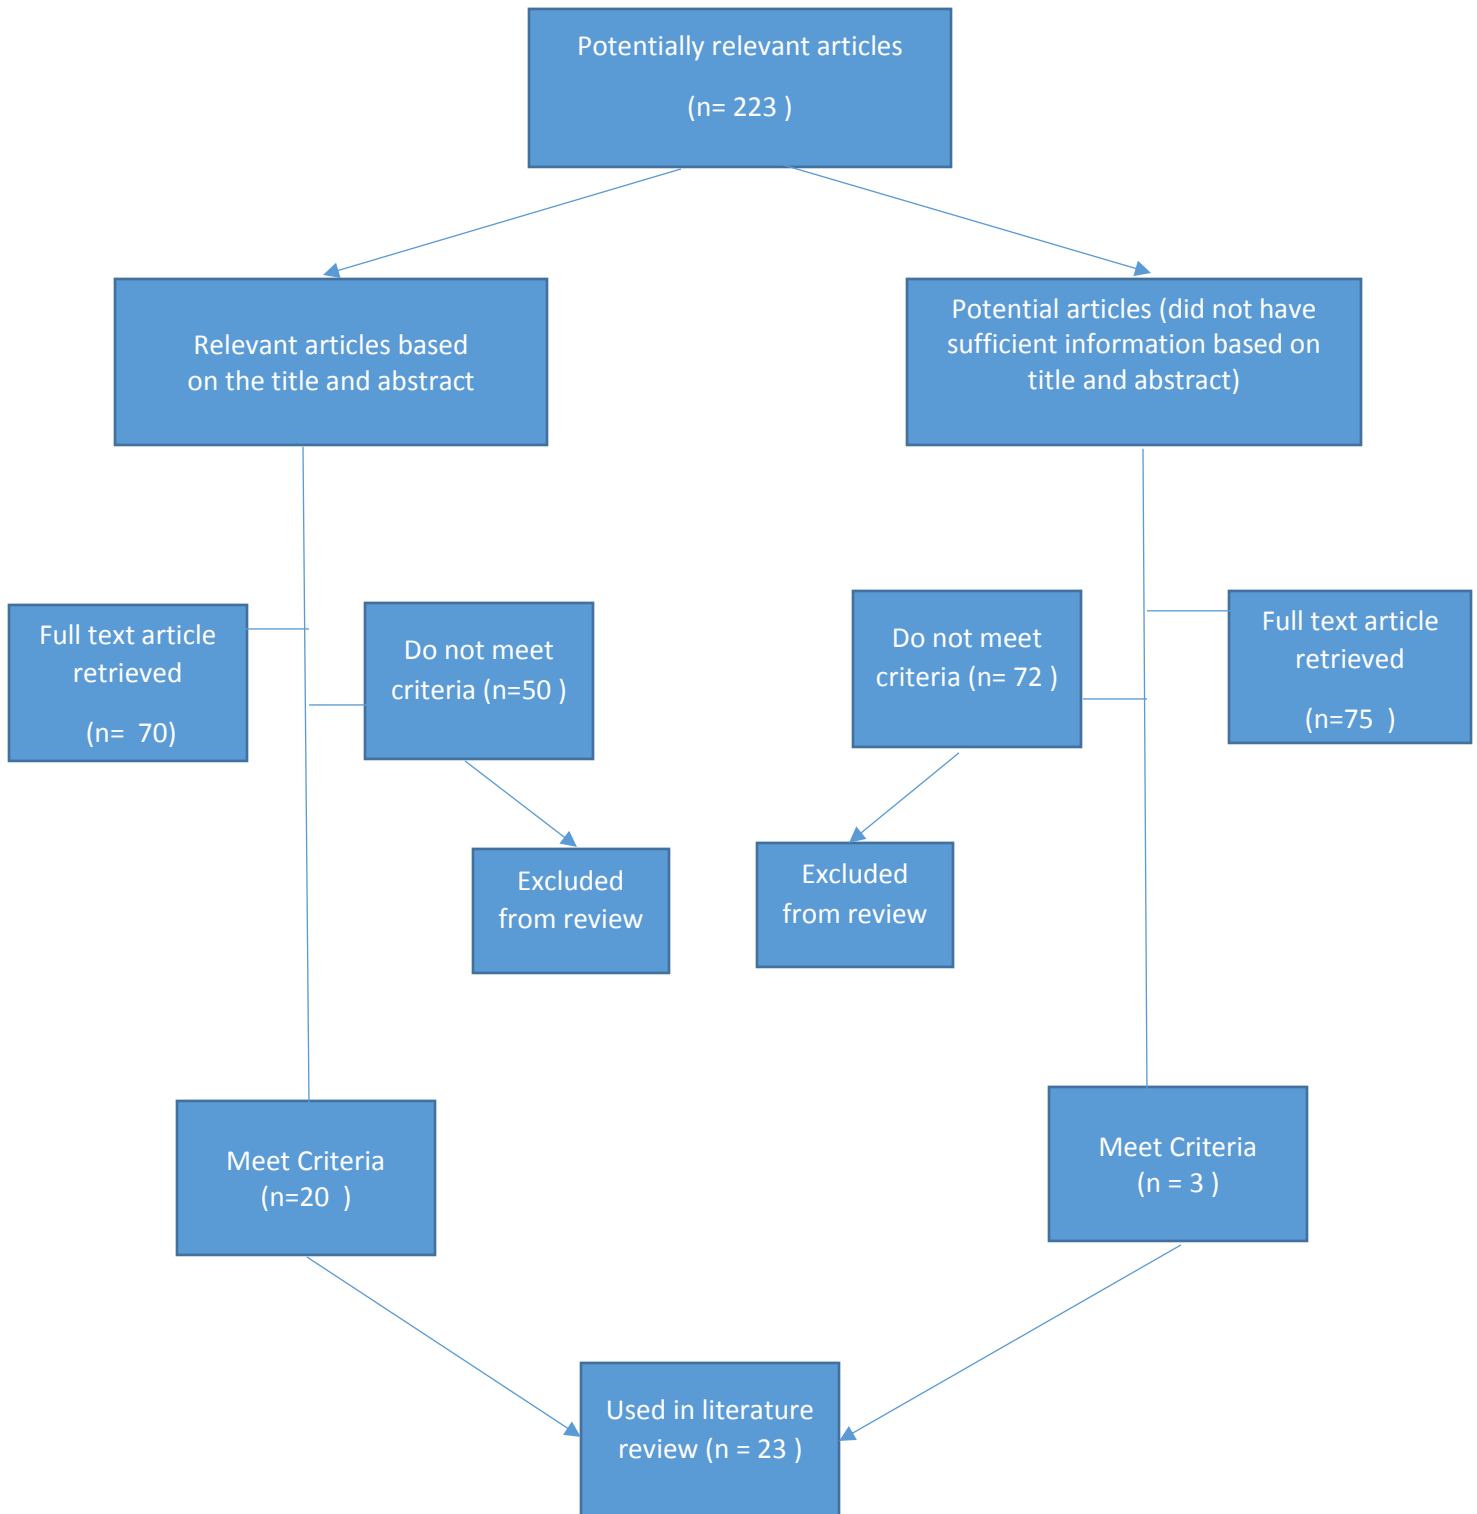 Potentially relevant articles
(n= 223 )
Relevant articles based
on the title and abstract
Potential articles (did not have
sufficient information based on
title and abstract)
Full text article
retrieved
(n=  70)
Do not meet
criteria (n=50 )
Do not meet
criteria (n= 72 )
Full text article
retrieved
(n=75  )
Excluded
from review
Excluded
from review
Meet Criteria
(n=20  )
Meet Criteria
(n = 3 )
Used in literature
review (n = 23 )